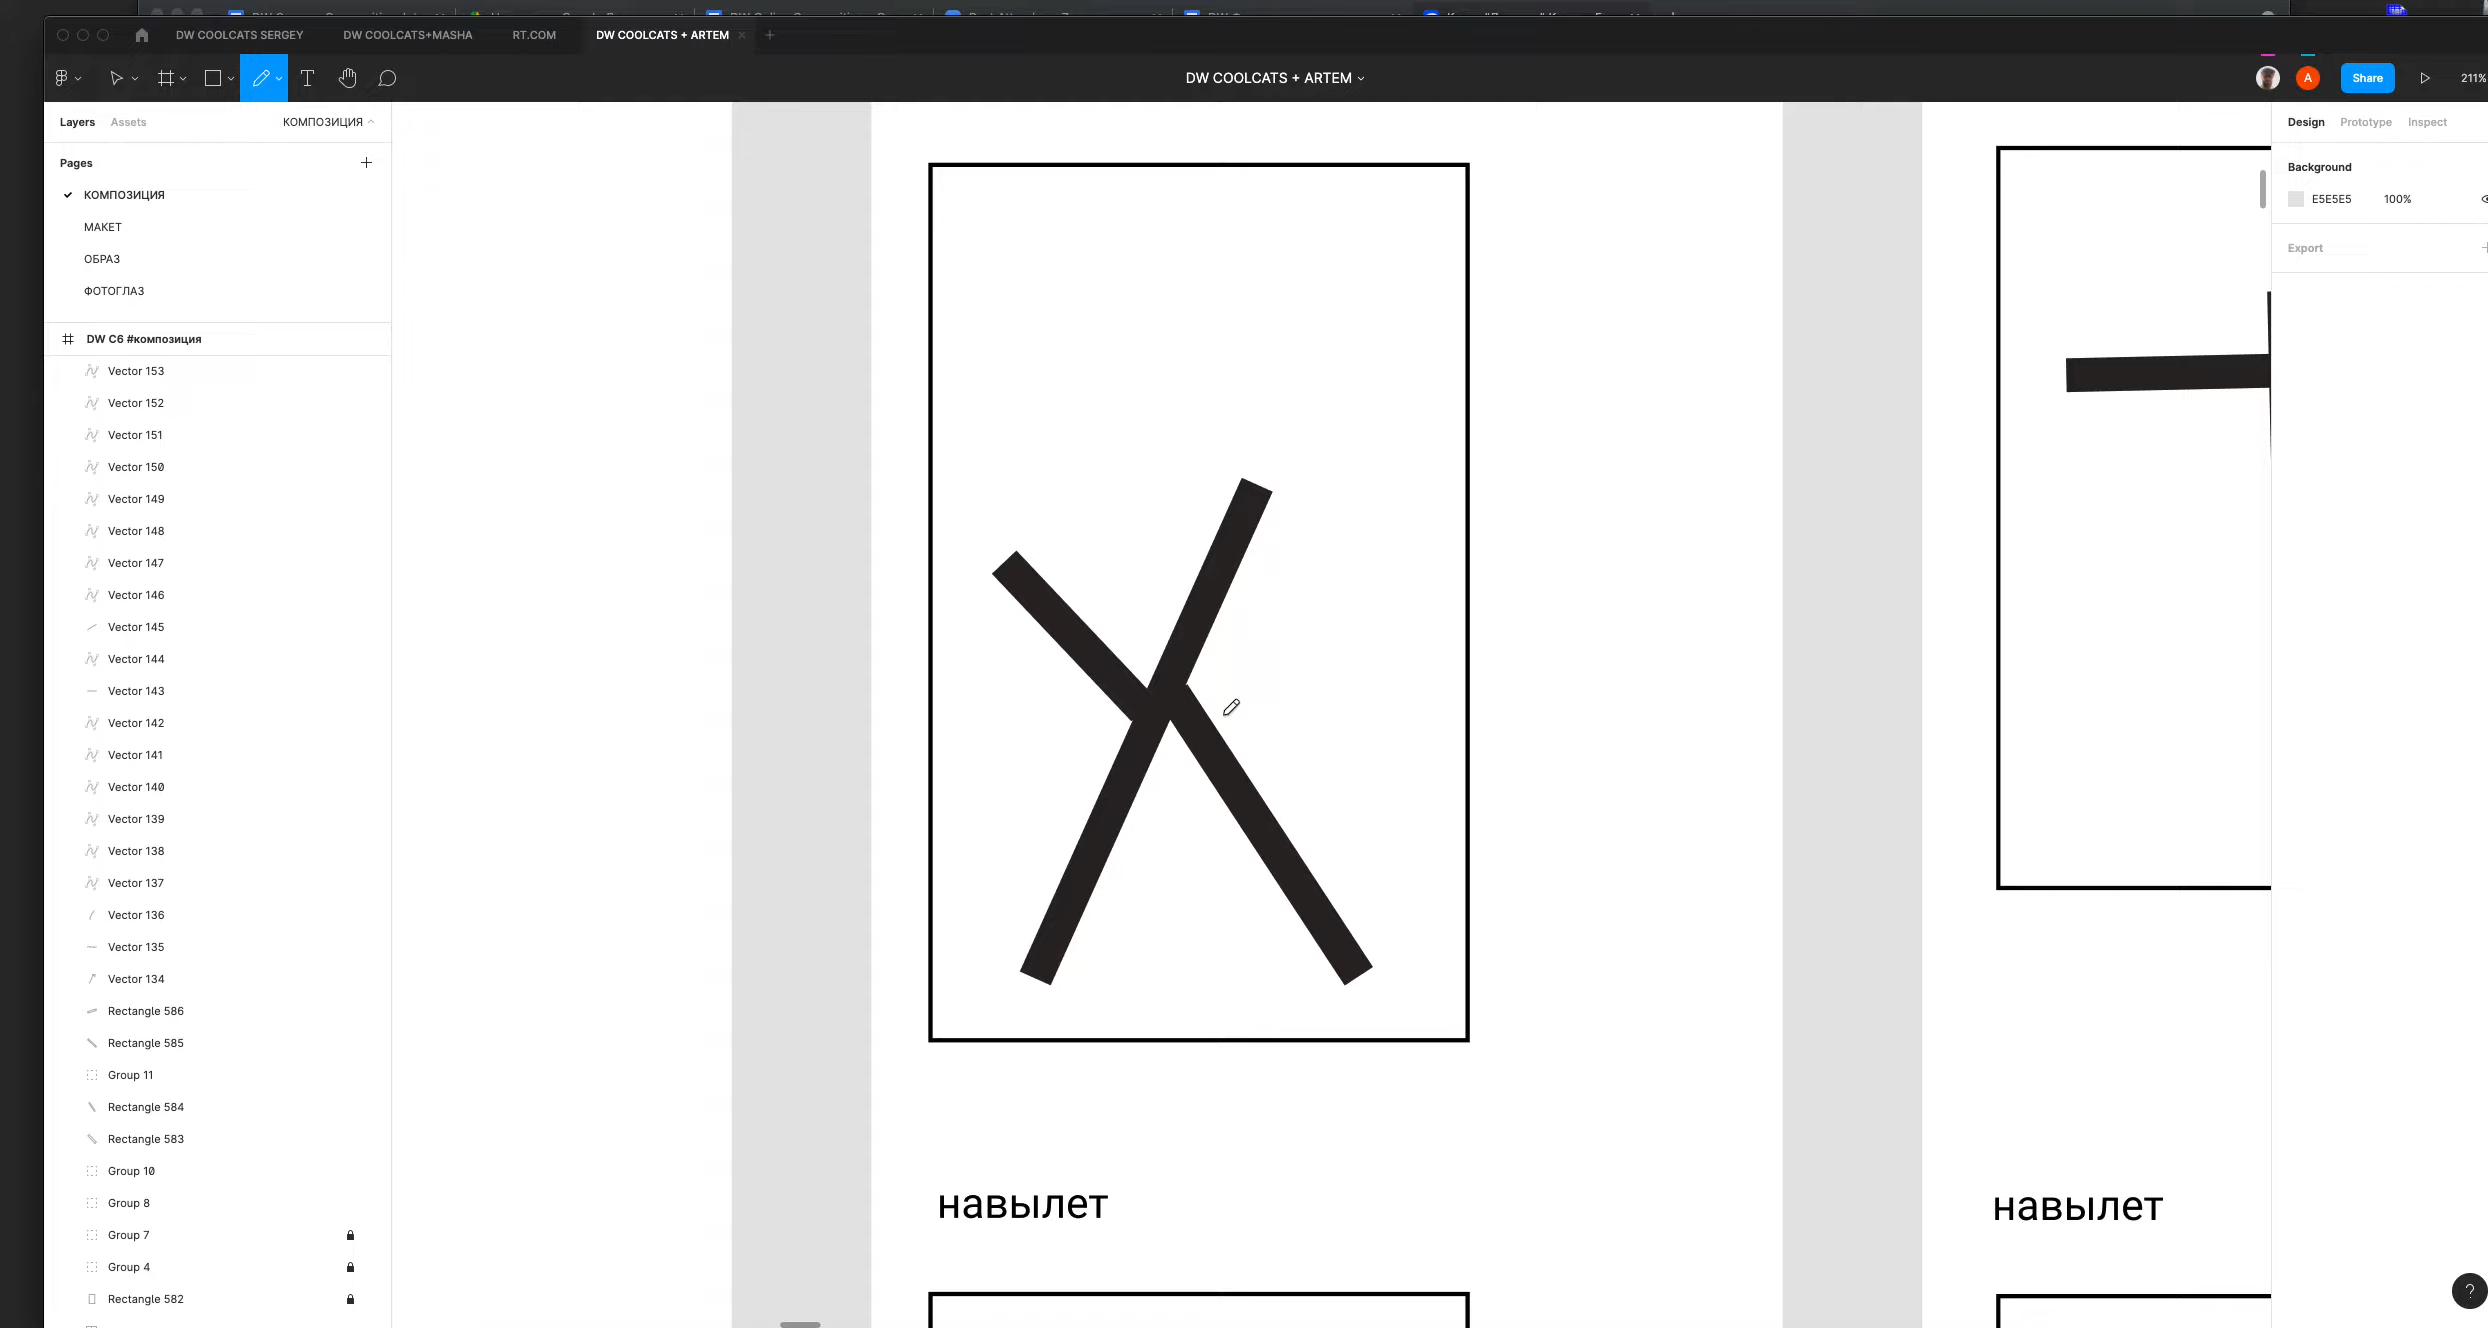 DW COOLCATS SERGEY
DW COOLCATS+MASHA
RT.COM
DW COOLCATS + ARTEM
DW COOLCATS + ARTEM
A
Share
211%
Layers
Assets
КОМПОЗИЦИЯ
Design
Prototype
Inspect
Pages
КОМПОЗИЦИЯ
МАКЕТ
ОБРАЗ
ФОТОГЛАЗ
Background
E5E5E5
100%
Export
DW C6 #композиция
Vector 153
Vector 152
Vector 151
Vector 150
Vector 149
Vector 148
Vector 147
Vector 146
Vector 145
Vector 144
Vector 143
Vector 142
Vector 141
Vector 140
Vector 139
Vector 138
Vector 137
Vector 136
Vector 135
Vector 134
Rectangle 586
Rectangle 585
Group 11
Rectangle 584
Rectangle 583
Group 10
Group 8
Group 7
Group 4
Rectangle 582
навылет
навылет
?